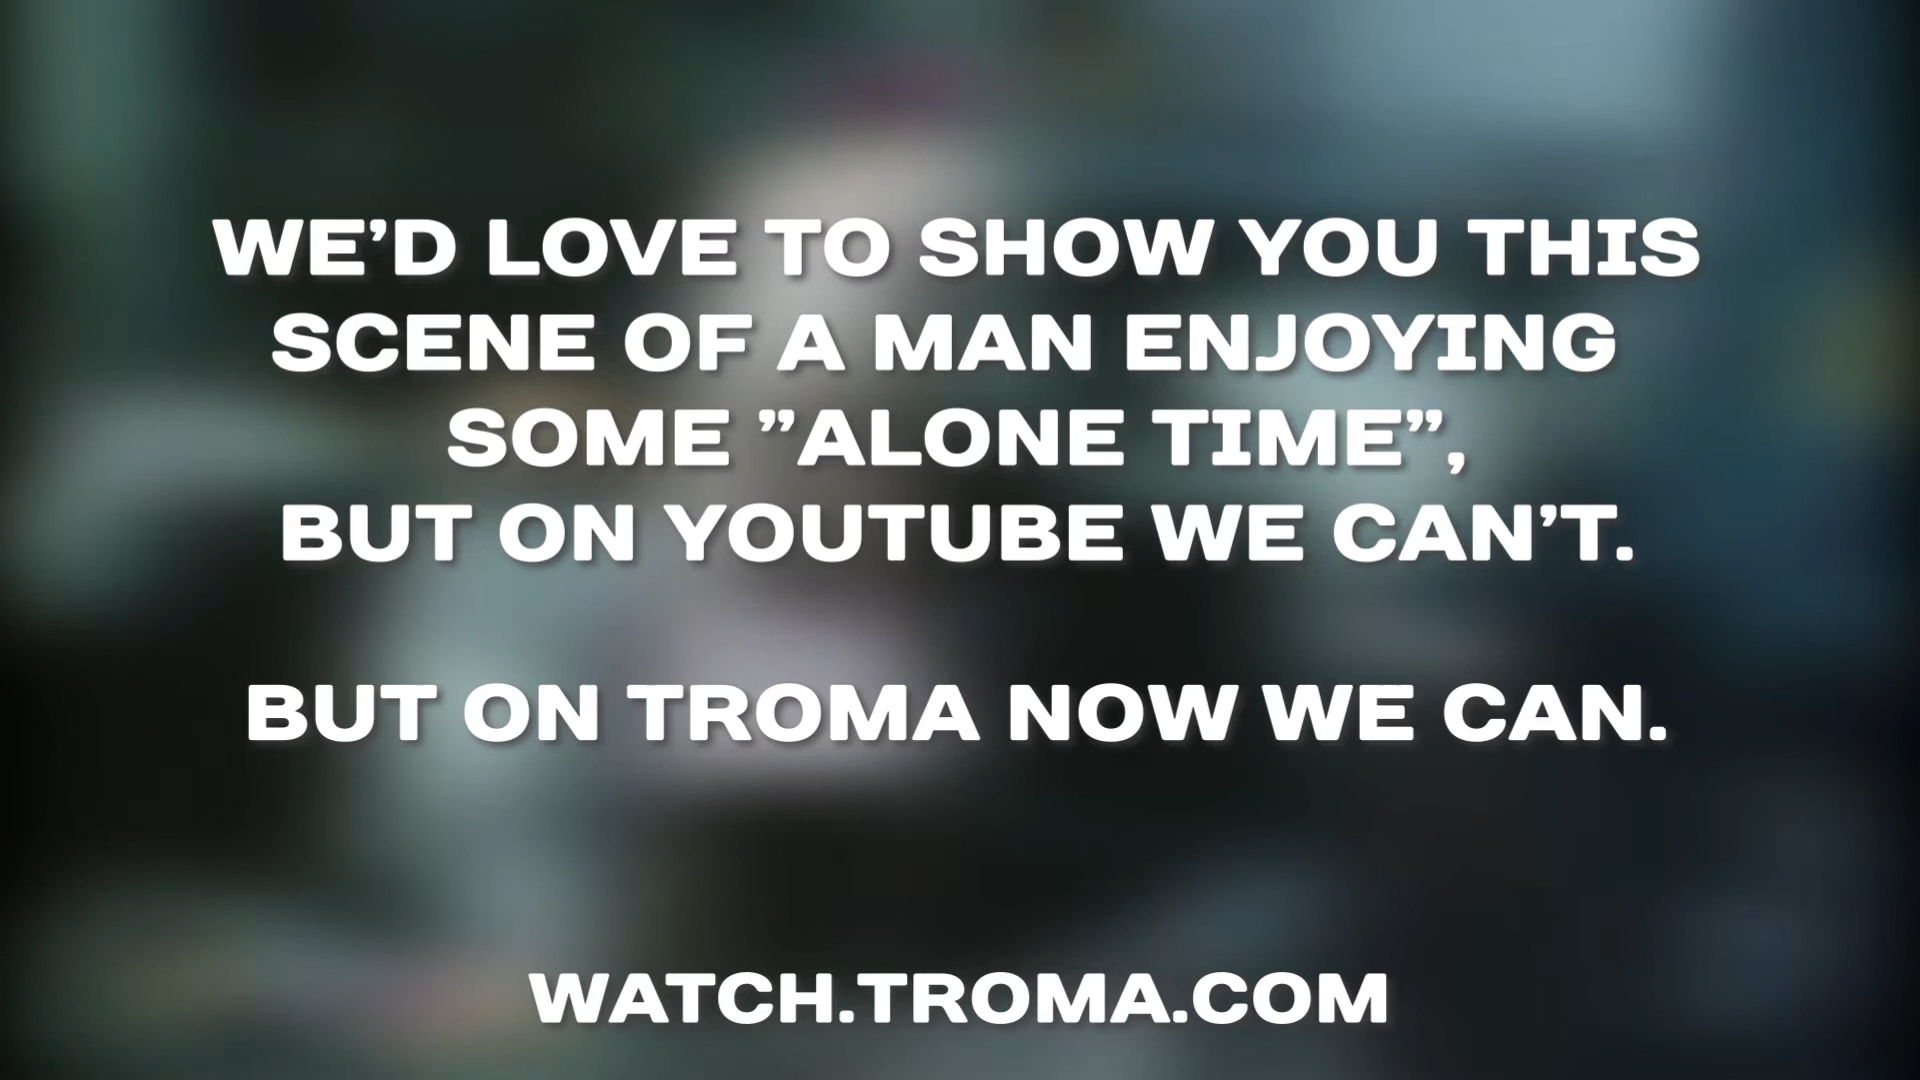 WE’D LOVE TO SHOW YOU THIS
SCENE OF A MAN ENJOYING
SOME ”ALONE TIME”,
BUT ON YOUTUBE WE CAN’T.
BUT ON TROMA NOW WE CAN.
WATCH.TROMA.COM